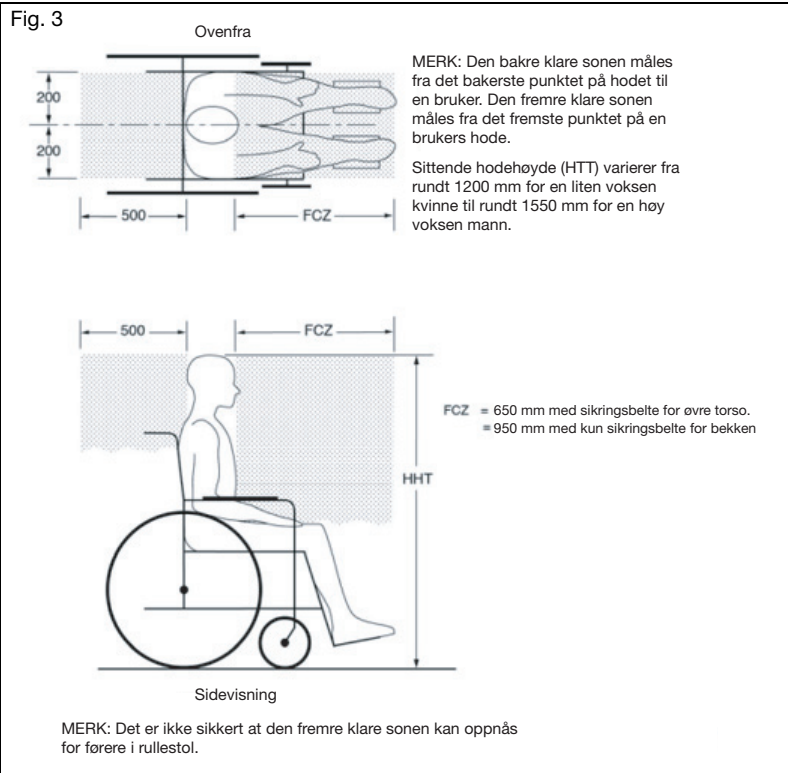 Fig. 3
Ovenfra
200
200
500
FCZ
MERK: Den bakre klare sonen måles
fra det bakerste punktet på hodet til
en bruker. Den fremre klare sonen
måles fra det fremste punktet på en
brukers hode.
Sittende hodehøyde (HTT) varierer fra
rundt 1200 mm for en liten voksen
kvinne til rundt 1550 mm for en høy
voksen mann.
500
FCZ
FCZ = 650 mm med sikringsbelte for øvre torso.
= 950 mm med kun sikringsbelte for bekken
HHT
Sidevisning
MERK: Det er ikke sikkert at den fremre klare sonen kan oppnås
for førere i rullestol.